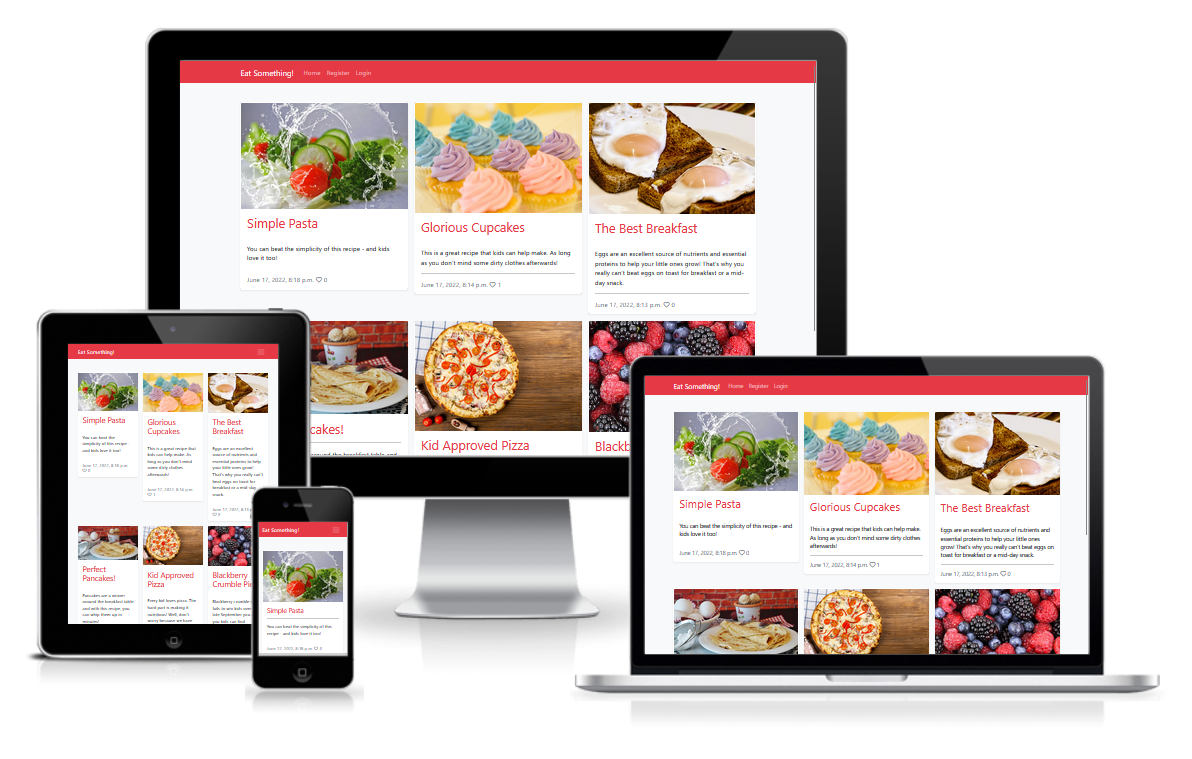 Eat Something! Home Register Login
Simple Pasta
You can beat the simplicity of this recipe - and kids
love it too!
June 17, 2022, 8:18 p.m. 0
Glorious Cupcakes
This is a great recipe that kids can help make. As long
as you don't mind some dirty clothes afterwards!
June 17, 2022, 8:14 p.m. 1
The Best Breakfast
Eggs are an excellent source of nutrients and essential
proteins to help your little ones grow! That's why you
really can't beat eggs on toast for breakfast or a mid-
day snack.
June 17, 2022, 8:13 p.m. 0
cakes!
Kid Approved Pizza
Blackb
Eat Something!
Simple Pasta
You can beat the
simplicity of this recipe -
and kids love it too!
June 17, 2022, 8:18 p.m.
0
Glorious
Cupcakes
This is a great recipe that
kids can help make. As
long as you don't mind
some dirty clothes
afterwards!
June 17, 2022, 8:14 p.m.
1
The Best
Breakfast
Eggs are an excellent
source of nutrients and
essential proteins to help
your little ones grow!
That's why you really can't
beat eggs on toast for
breakfast or a mid-day
snack.
June 17, 2022, 8:13 p
0
Perfect
Pancakes!
Pancakes are a winner
around the breakfast table
and with this recipe, you
can whip them up in
minutes!
Kid Approved
Pizza
Every kid loves pizza. The
hard part is making it
nutritious! Well, don't
worry because we have
Blackberry
Crumble Pie
Blackberry crumble
fails to win kids over
late September you
you kids can find
Eat Something!
Simple Pasta
You can beat the simplicity of this
recipe - and kids love it too!
June 17, 2022, 8:18 p.m. 0
Eat Something! Home Register Login
Simple Pasta
You can beat the simplicity of this recipe - and
kids love it too!
June 17, 2022, 8:18 p.m. 0
Glorious Cupcakes
This is a great recipe that kids can help make.
As long as you don't mind some dirty clothes
afterwards!
June 17, 2022, 8:14 p.m. 1
The Best Breakfast
Eggs are an excellent source of nutrients and
essential proteins to help your little ones
grow! That's why you really can't beat eggs on
toast for breakfast or a mid-day snack.
June 17, 2022, 8:13 p.m. 0